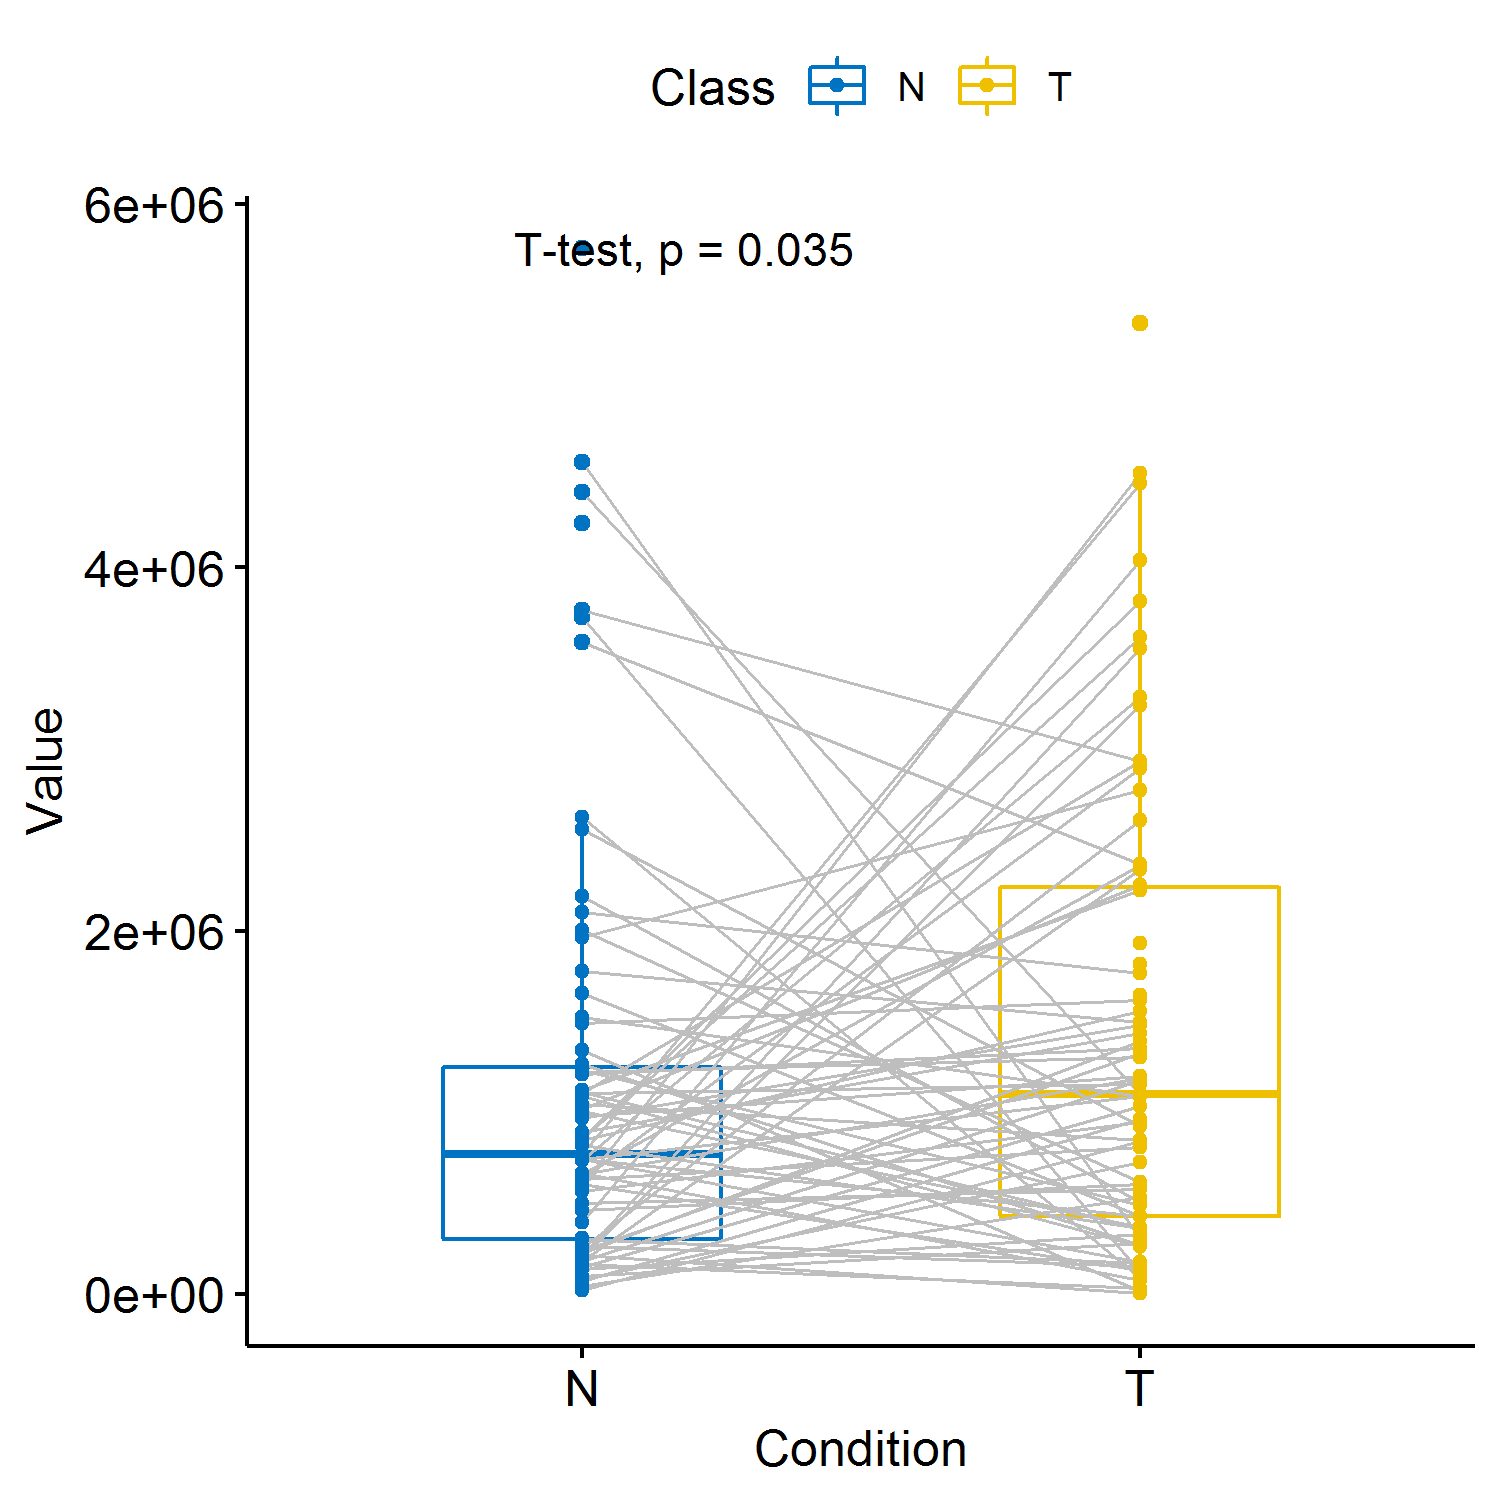 Class N T
6e+06
T-test, p = 0.035
4e+06
Value
2e+06
0e+00
N T
Condition